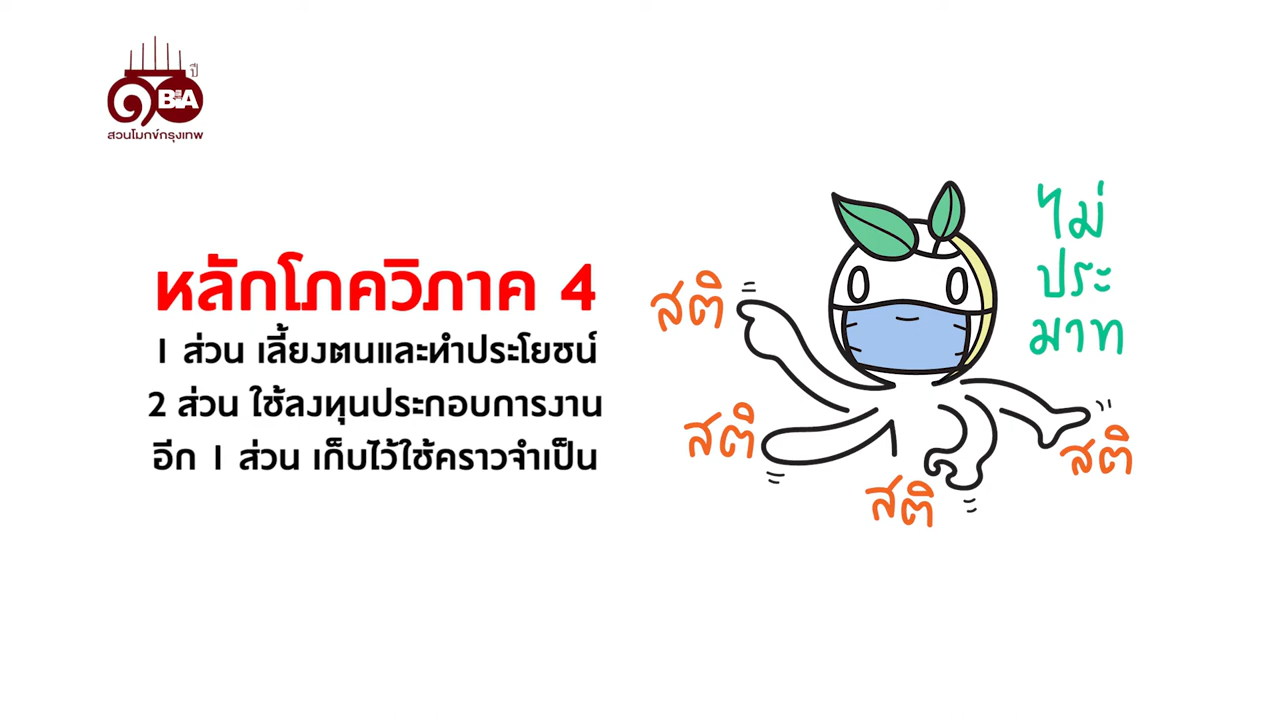 ๑๐ ปี
BIA
สวนโมกข์กรุงเทพ
หลักโภควิภาค 4
1 ส่วน เลี้ยงตนและทำประโยชน์
2 ส่วน ใช้ลงทุนประกอบการงาน
อีก 1 ส่วน เก็บไว้ใช้คราวจำเป็น
ไม่
ประ
มาท
สติ
สติ
สติ
สติ